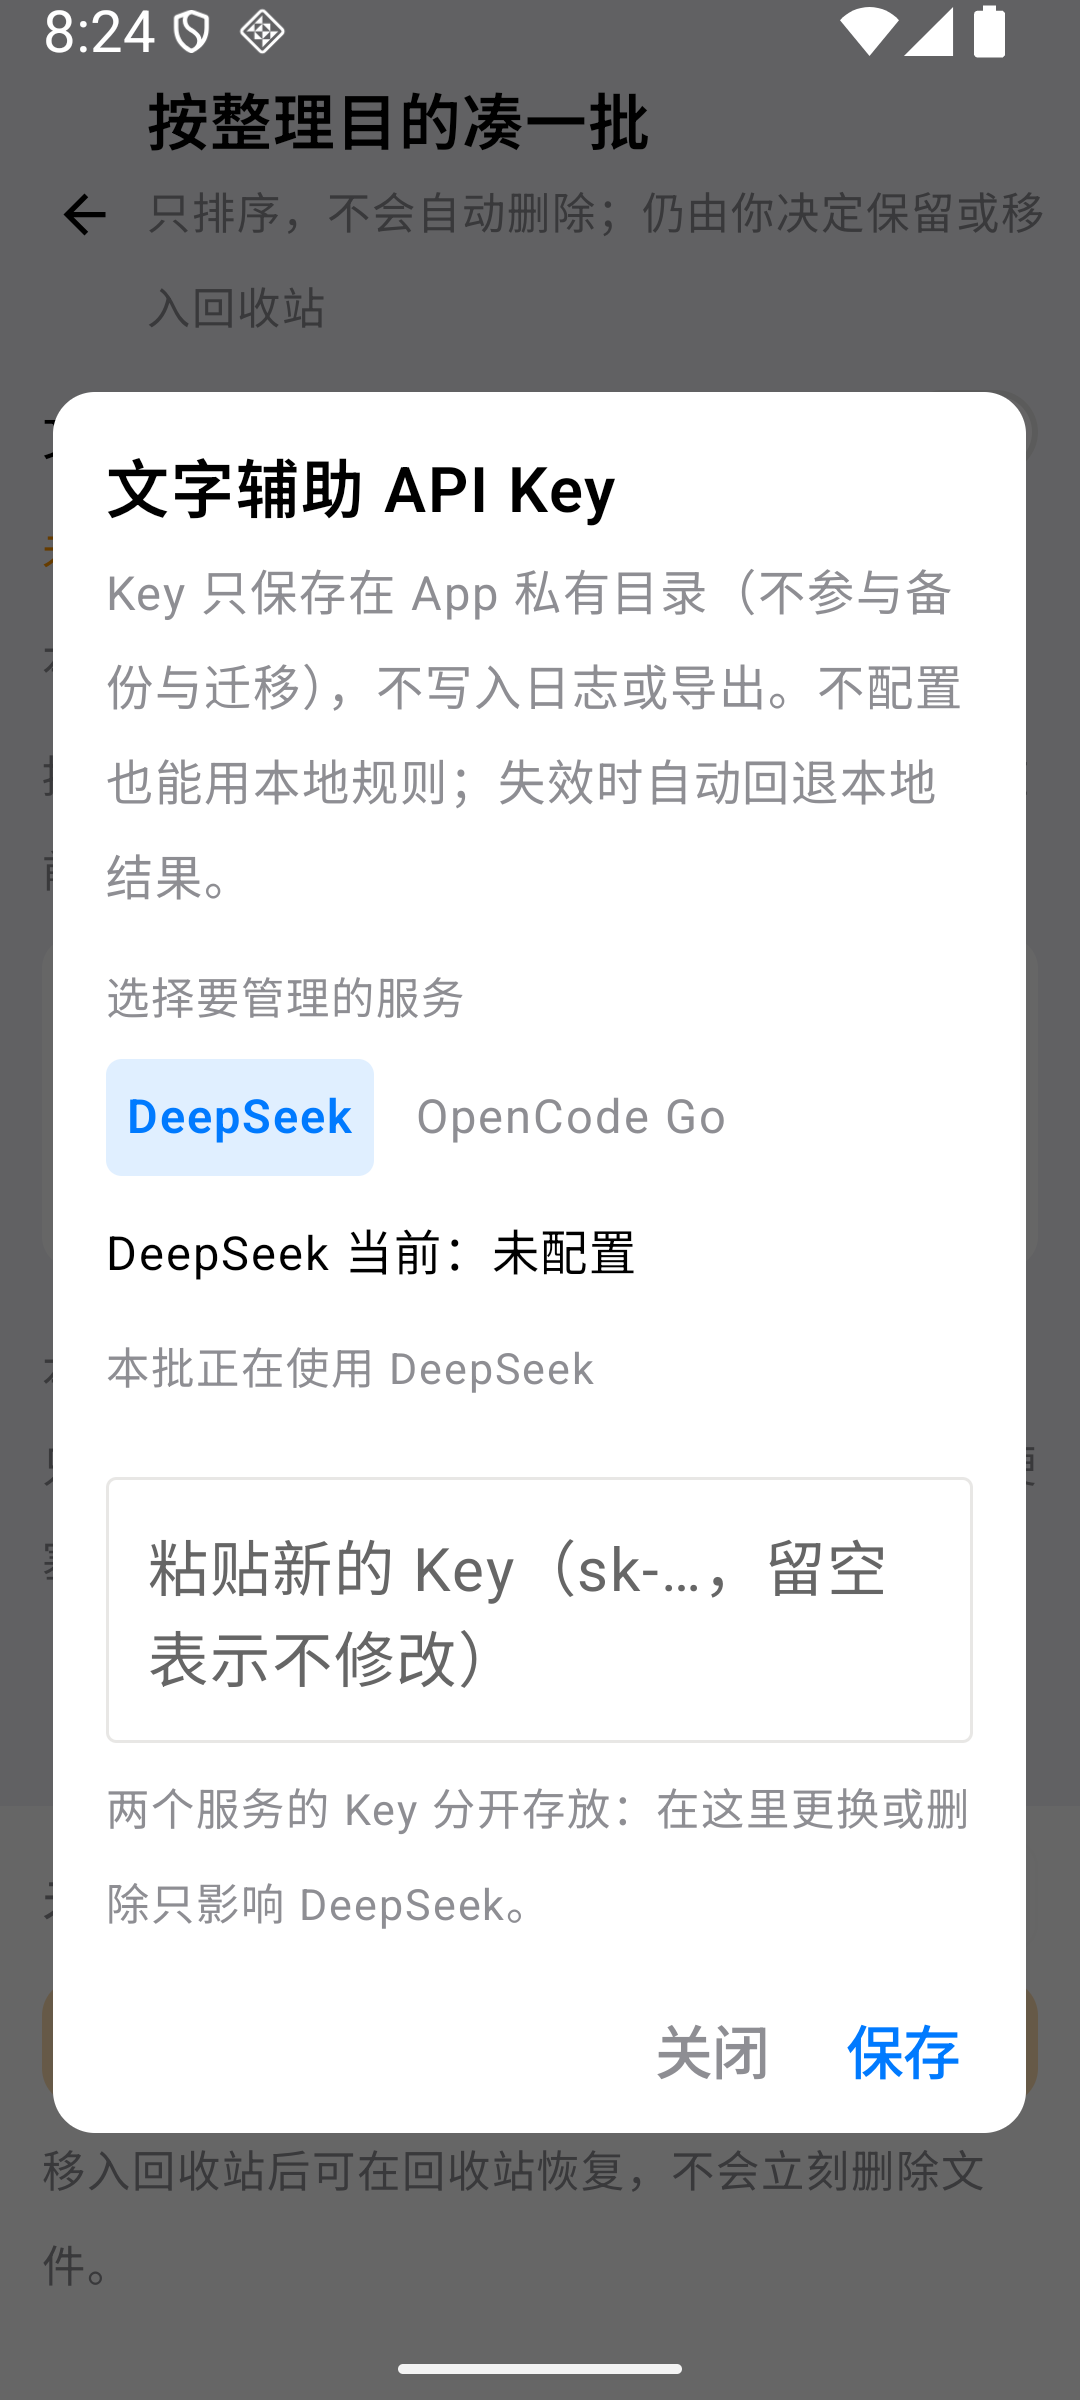 8:24
按整理目的凑一批
只排序，不会自动删除；仍由你决定保留或移
入回收站
文字辅助 API Key
Key 只保存在 App 私有目录（不参与备
份与迁移），不写入日志或导出。不配置
也能用本地规则；失效时自动回退本地
结果。
选择要管理的服务
DeepSeek OpenCode Go
DeepSeek 当前：未配置
本批正在使用 DeepSeek
粘贴新的 Key（sk-…，留空
表示不修改）
两个服务的 Key 分开存放：在这里更换或删
除只影响 DeepSeek。
关闭 保存
移入回收站后可在回收站恢复，不会立刻删除文
件。